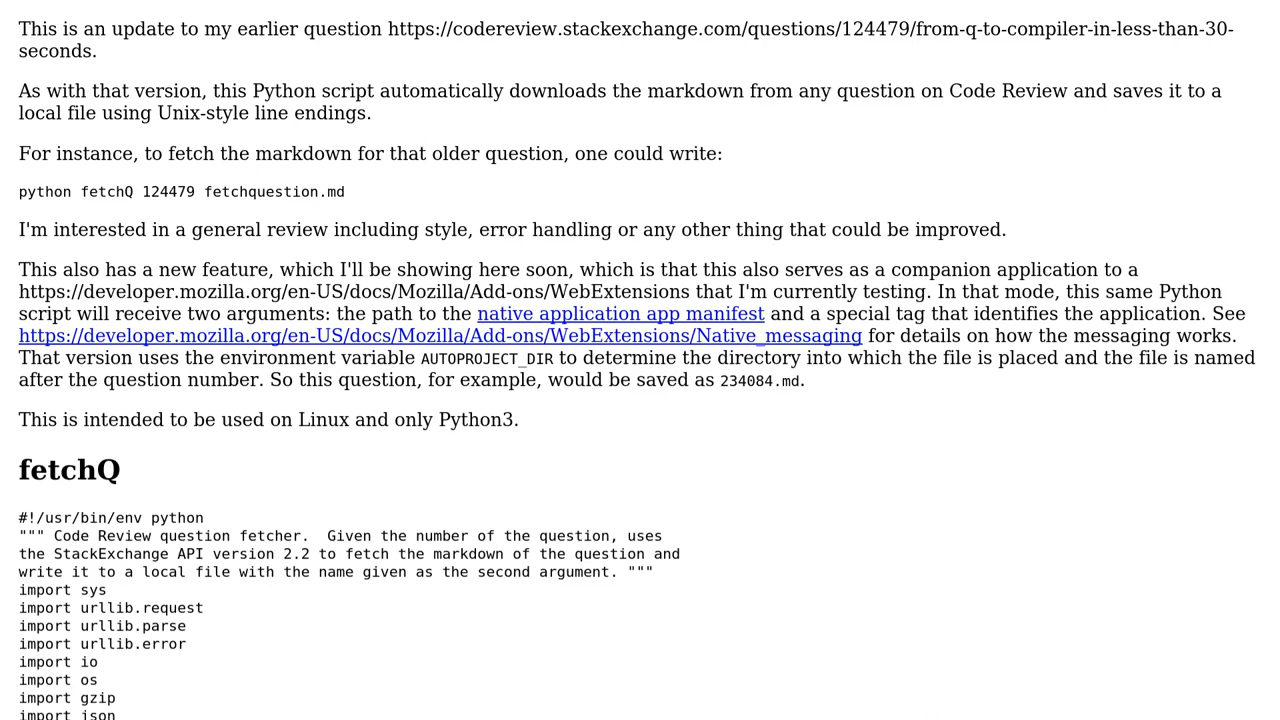 This is an update to my earlier question https://codereview.stackexchange.com/questions/124479/from-q-to-compiler-in-less-than-30-
seconds.
As with that version, this Python script automatically downloads the markdown from any question on Code Review and saves it to a
local file using Unix-style line endings.
For instance, to fetch the markdown for that older question, one could write:
python fetchQ 124479 fetchquestion.md
I'm interested in a general review including style, error handling or any other thing that could be improved.
This also has a new feature, which I'll be showing here soon, which is that this also serves as a companion application to a
https://developer.mozilla.org/en-US/docs/Mozilla/Add-ons/WebExtensions that I'm currently testing. In that mode, this same Python
script will receive two arguments: the path to the native application app manifest and a special tag that identifies the application. See
https://developer.mozilla.org/en-US/docs/Mozilla/Add-ons/WebExtensions/Native_messaging for details on how the messaging works.
That version uses the environment variable AUTOPROJECT_DIR to determine the directory into which the file is placed and the file is named
after the question number. So this question, for example, would be saved as 234084.md.
This is intended to be used on Linux and only Python3.
fetchQ
#!/usr/bin/env python
""" Code Review question fetcher.  Given the number of the question, uses
the StackExchange API version 2.2 to fetch the markdown of the question and
write it to a local file with the name given as the second argument. """
import sys
import urllib.request
import urllib.parse
import urllib.error
import io
import os
import gzip
import json